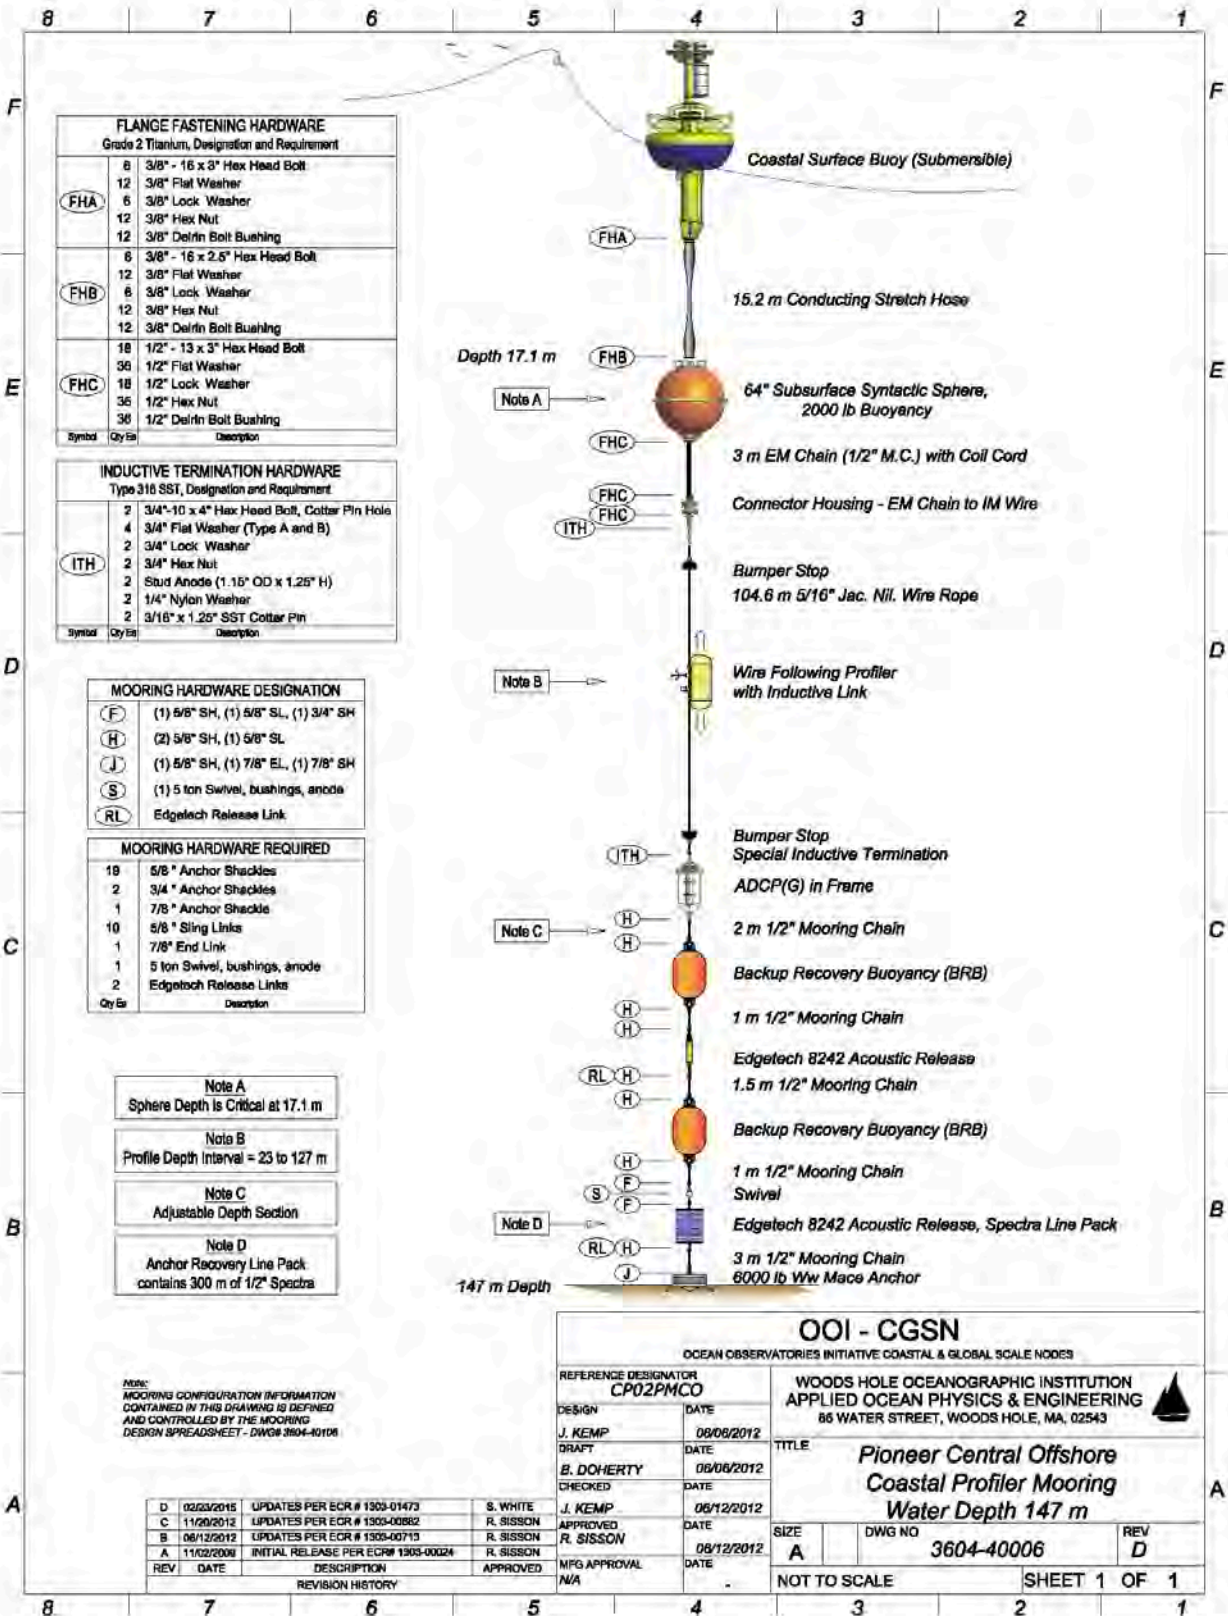 8 7 6 5 4 3 2 1
F F
FLANGE FASTENING HARDWARE
Grade 2 Titanium, Designation and Requirement
FHA
6 3/8" - 16 x 3" Hex Head Bolt
12 3/8" Flat Washer
6 3/8" Lock Washer
12 3/8" Hex Nut
12 3/8" Delrin Bolt Bushing
FHB
6 3/8" - 16 x 2.5" Hex Head Bolt
12 3/8" Flat Washer
6 3/8" Lock Washer
12 3/8" Hex Nut
12 3/8" Delrin Bolt Bushing
FHC
18 1/2" - 13 x 3" Hex Head Bolt
36 1/2" Flat Washer
18 1/2" Lock Washer
36 1/2" Hex Nut
36 1/2" Delrin Bolt Bushing
Symbol Qty Ea Description
INDUCTIVE TERMINATION HARDWARE
Type 316 SST, Designation and Requirement
ITH
2 3/4"-10 x 4" Hex Head Bolt, Cotter Pin Hole
4 3/4" Flat Washer (Type A and B)
2 3/4" Lock Washer
2 3/4" Hex Nut
2 Stud Anode (1.15" OD x 1.25" H)
2 1/4" Nylon Washer
2 3/16" x 1.25" SST Cotter Pin
Symbol Qty Ea Description
MOORING HARDWARE DESIGNATION
F (1) 5/8" SH, (1) 5/8" SL, (1) 3/4" SH
H (2) 5/8" SH, (1) 5/8" SL
J (1) 5/8" SH, (1) 7/8" EL, (1) 7/8" SH
S (1) 5 ton Swivel, bushings, anode
RL Edgetech Release Link
MOORING HARDWARE REQUIRED
19 5/8" Anchor Shackles
2 3/4" Anchor Shackles
1 7/8" Anchor Shackle
10 5/8" Sling Links
1 7/8" End Link
1 5 ton Swivel, bushings, anode
2 Edgetech Release Links
Qty Ea Description
Note A
Sphere Depth is Critical at 17.1 m
Note B
Profile Depth Interval = 23 to 127 m
Note C
Adjustable Depth Section
Note D
Anchor Recovery Line Pack
contains 300 m of 1/2" Spectra
Coastal Surface Buoy (Submersible)
FHA
15.2 m Conducting Stretch Hose
Depth 17.1 m FHB
E E
Note A
64" Subsurface Syntactic Sphere,
2000 lb Buoyancy
FHC
3 m EM Chain (1/2" M.C.) with Coil Cord
FHC
FHC
Connector Housing - EM Chain to IM Wire
ITH
Bumper Stop
104.6 m 5/16" Jac. Nil. Wire Rope
D D
Note B
Wire Following Profiler
with Inductive Link
Bumper Stop
ITH Special Inductive Termination
ADCP(G) in Frame
H
Note C
2 m 1/2" Mooring Chain
H
C C
Backup Recovery Buoyancy (BRB)
H
1 m 1/2" Mooring Chain
H
Edgetech 8242 Acoustic Release
RL H
1.5 m 1/2" Mooring Chain
H
Backup Recovery Buoyancy (BRB)
H
1 m 1/2" Mooring Chain
F
S Swivel
F
B B
Note D
Edgetech 8242 Acoustic Release, Spectra Line Pack
RL H
3 m 1/2" Mooring Chain
J
6000 lb Ww Mace Anchor
147 m Depth
Note:
MOORING CONFIGURATION INFORMATION
CONTAINED IN THIS DRAWING IS DEFINED
AND CONTROLLED BY THE MOORING
DESIGN SPREADSHEET - DWG# 3604-40106
OOI - CGSN
OCEAN OBSERVATORIES INITIATIVE COASTAL & GLOBAL SCALE NODES
REFERENCE DESIGNATOR
CP02PMCO
DESIGN DATE
J. KEMP 06/06/2012
DRAFT DATE
B. DOHERTY 06/06/2012
CHECKED DATE
J. KEMP 06/12/2012
APPROVED DATE
R. SISSON 06/12/2012
MFG APPROVAL DATE
N/A -
WOODS HOLE OCEANOGRAPHIC INSTITUTION
APPLIED OCEAN PHYSICS & ENGINEERING
86 WATER STREET, WOODS HOLE, MA, 02543
TITLE
Pioneer Central Offshore
Coastal Profiler Mooring
Water Depth 147 m
SIZE DWG NO REV
A 3604-40006 D
NOT TO SCALE SHEET 1 OF 1
A A
D 02/23/2015 UPDATES PER ECR # 1303-01473 S. WHITE
C 11/20/2012 UPDATES PER ECR # 1303-00882 R. SISSON
B 06/12/2012 UPDATES PER ECR # 1303-00713 R. SISSON
A 11/02/2009 INITIAL RELEASE PER ECR# 1303-00024 R. SISSON
REV DATE DESCRIPTION APPROVED
REVISION HISTORY
8 7 6 5 4 3 2 1